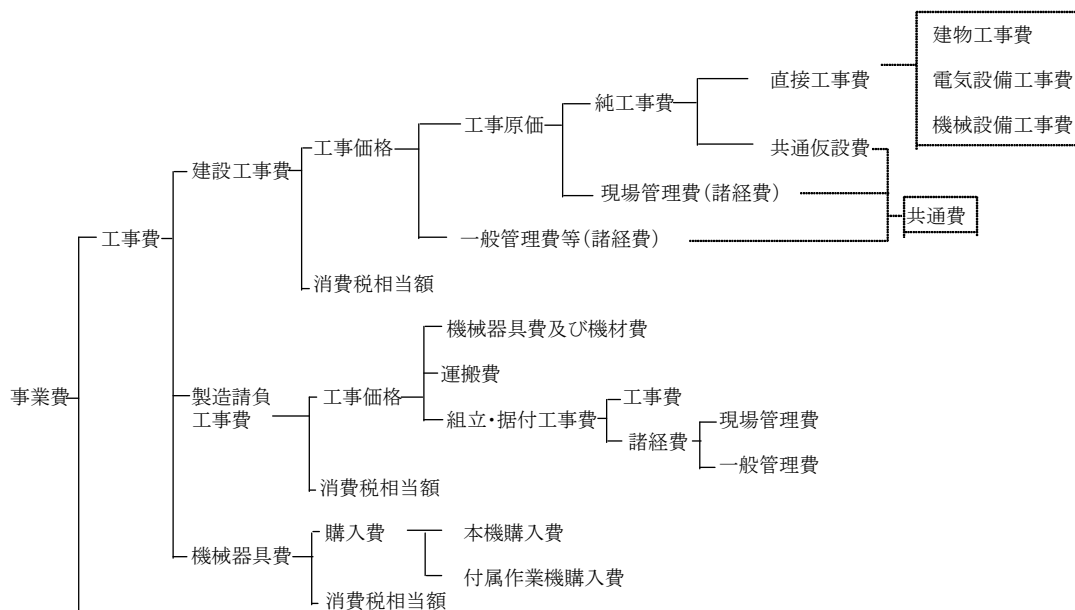 建物工事費
直接工事費
電気設備工事費
純工事費
機械設備工事費
工事原価
工事価格
共通仮設費
建設工事費
現場管理費(諸経費)
共通費
工事費
一般管理費等(諸経費)
消費税相当額
機械器具費及び機材費
運搬費
事業費
製造請負
工事費
工事価格
工事費
組立・据付工事費
現場管理費
諸経費
一般管理費
消費税相当額
購入費
本機購入費
機械器具費
付属作業機購入費
消費税相当額